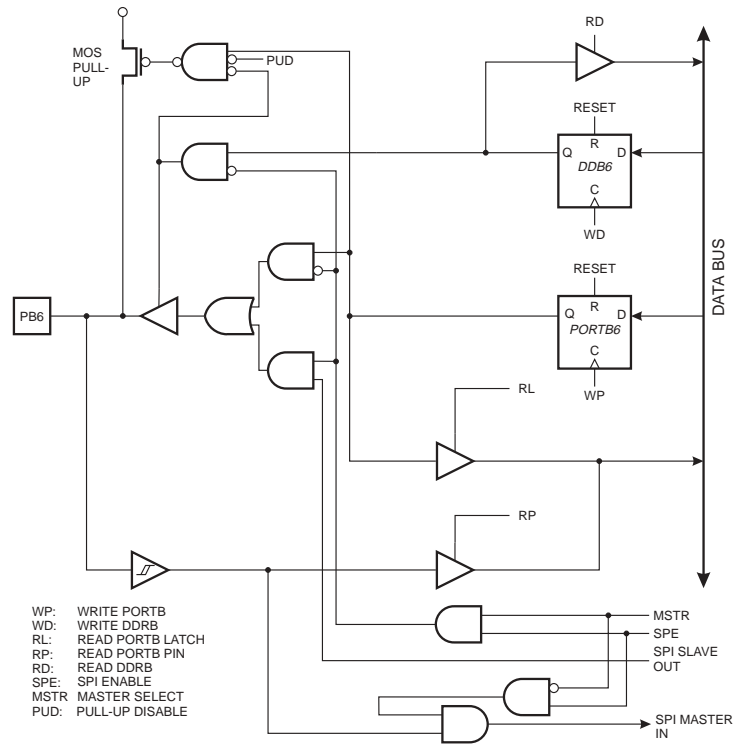 RD
MOS
PULL-
UP
PUD
RESET
R
Q
D
DDB6
C
WD
DATA BUS
RESET
R
Q
D
PORTB6
C
WP
PB6
RL
RP
MSTR
SPE
SPI SLAVE
OUT
SPI MASTER
IN
WP: WRITE PORTB
WD: WRITE DDRB
RL: READ PORTB LATCH
RP: READ PORTB PIN
RD: READ DDRB
SPE: SPI ENABLE
MSTR MASTER SELECT
PUD: PULL-UP DISABLE